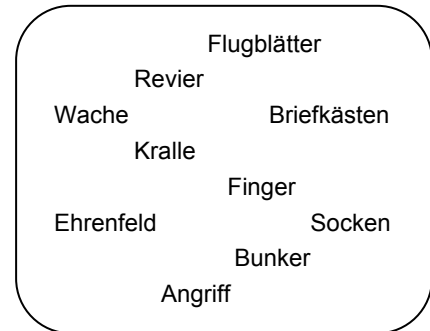 Flugblätter
Revier
Wache Briefkästen
Kralle
Finger
Ehrenfeld Socken
Bunker
Angriff